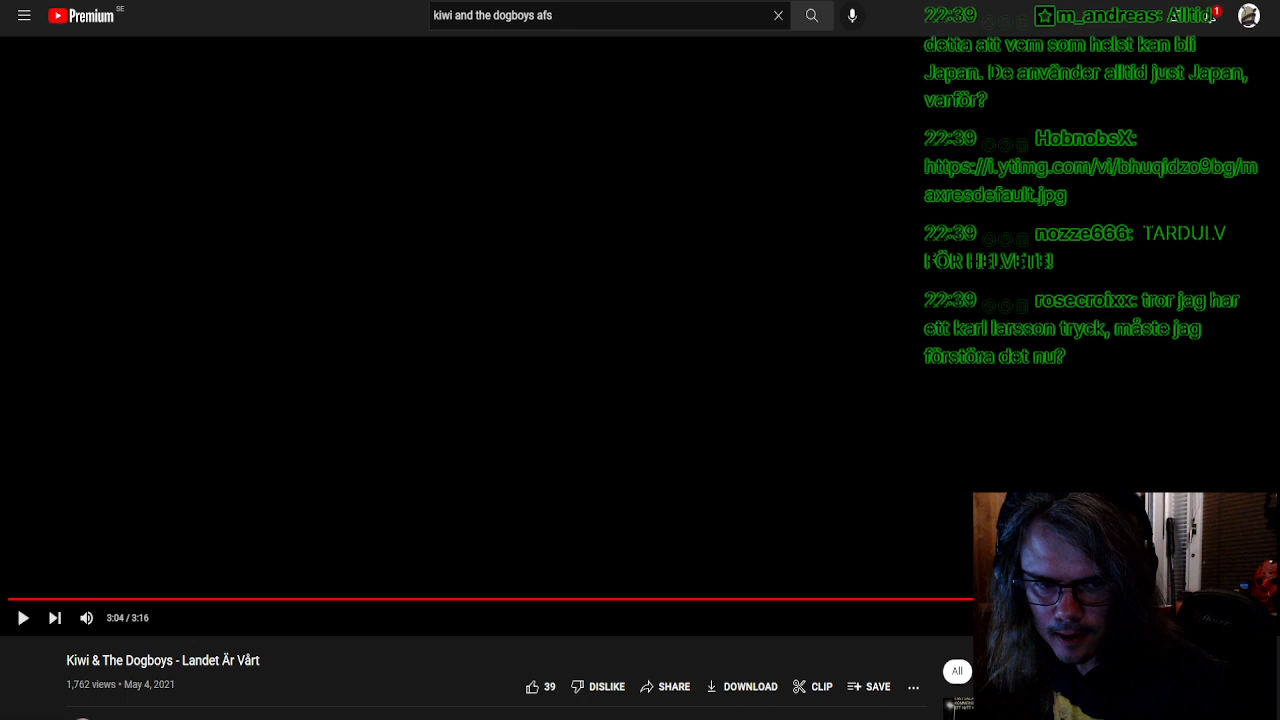 Premium SE
kiwi and the dogboys afs
1
22:39 m_andreas: Alltid
detta att vem som helst kan bli
Japan. De använder alltid just Japan,
varför?
22:39 HobnobsX:
https://i.ytimg.com/vi/bhuqidzo9bg/m
axresdefault.jpg
22:39 nozze666: TARDULV
FÖR HELVETE!
22:39 rosecroixx: tror jag har
ett karl larsson tryck, måste jag
förstöra det nu?
3:04 / 3:16
Kiwi & The Dogboys - Landet Är Vårt
1,762 views • May 4, 2021
39 DISLIKE SHARE DOWNLOAD CLIP SAVE ...
All